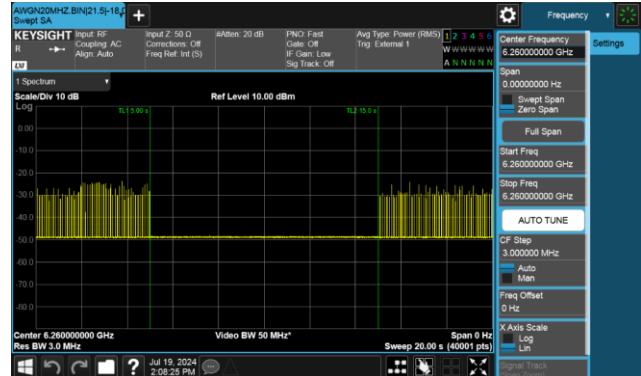 AWGN20MHZ.BIN|21.5|-18.0
Swept SA
Frequency
KEYSIGHT
R
LXI
Input: RF
Coupling: AC
Align: Auto
Input Z: 50 Ω
Corrections: Off
Freq Ref: Int (S)
#Atten: 20 dB
PNO: Fast
Gate: Off
IF Gain: Low
Sig Track: Off
Avg Type: Power (RMS)
Trig: External 1
1 2 3 4 5 6
W W W W W W
A N N N N N
1 Spectrum
Scale/Div 10 dB
Ref Level 10.00 dBm
Log
TL1 5.00 s
TL2 15.0 s
0.00
-10.0
-20.0
-30.0
-40.0
-50.0
-60.0
-70.0
-80.0
Center 6.260000000 GHz
Res BW 3.0 MHz
Video BW 50 MHz*
Span 0 Hz
Sweep 20.00 s (40001 pts)
Jul 19, 2024
2:08:25 PM
?
Center Frequency
6.260000000 GHz
Settings
Span
0.00000000 Hz
Swept Span
Zero Span
Full Span
Start Freq
6.260000000 GHz
Stop Freq
6.260000000 GHz
AUTO TUNE
CF Step
3.000000 MHz
Auto
Man
Freq Offset
0 Hz
X Axis Scale
Log
Lin
Signal Track